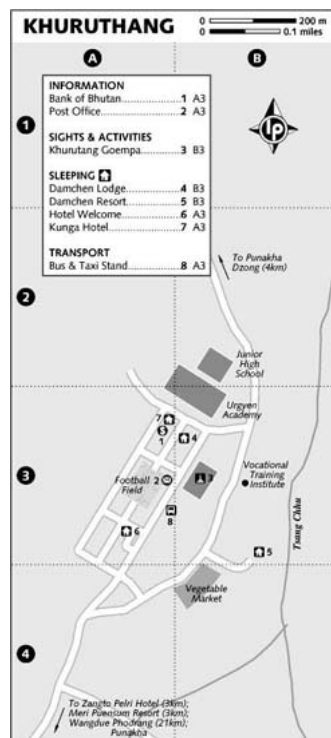 KHURUTHANG
0 200 m
0 0.1 miles
A
B
1
INFORMATION
Bank of Bhutan 1 A3
Post Office 2 A3
SIGHTS & ACTIVITIES
Khurutang Goempa 3 B3
SLEEPING
Damchen Lodge 4 B3
Damchen Resort 5 B3
Hotel Welcome 6 A3
Kunga Hotel 7 A3
TRANSPORT
Bus & Taxi Stand 8 A3
lp
2
To Punakha
Dzong (4km)
Junior
High
School
Urgyen
Academy
3
7
1
4
Football
Field
2
3
Vocational
Training
Institute
8
6
5
Tsang Chhu
Vegetable
Market
4
To Zangto Pelri Hotel (3km);
Meri Puensum Resort (3km);
Wangdue Phodrang (21km);
Punakha